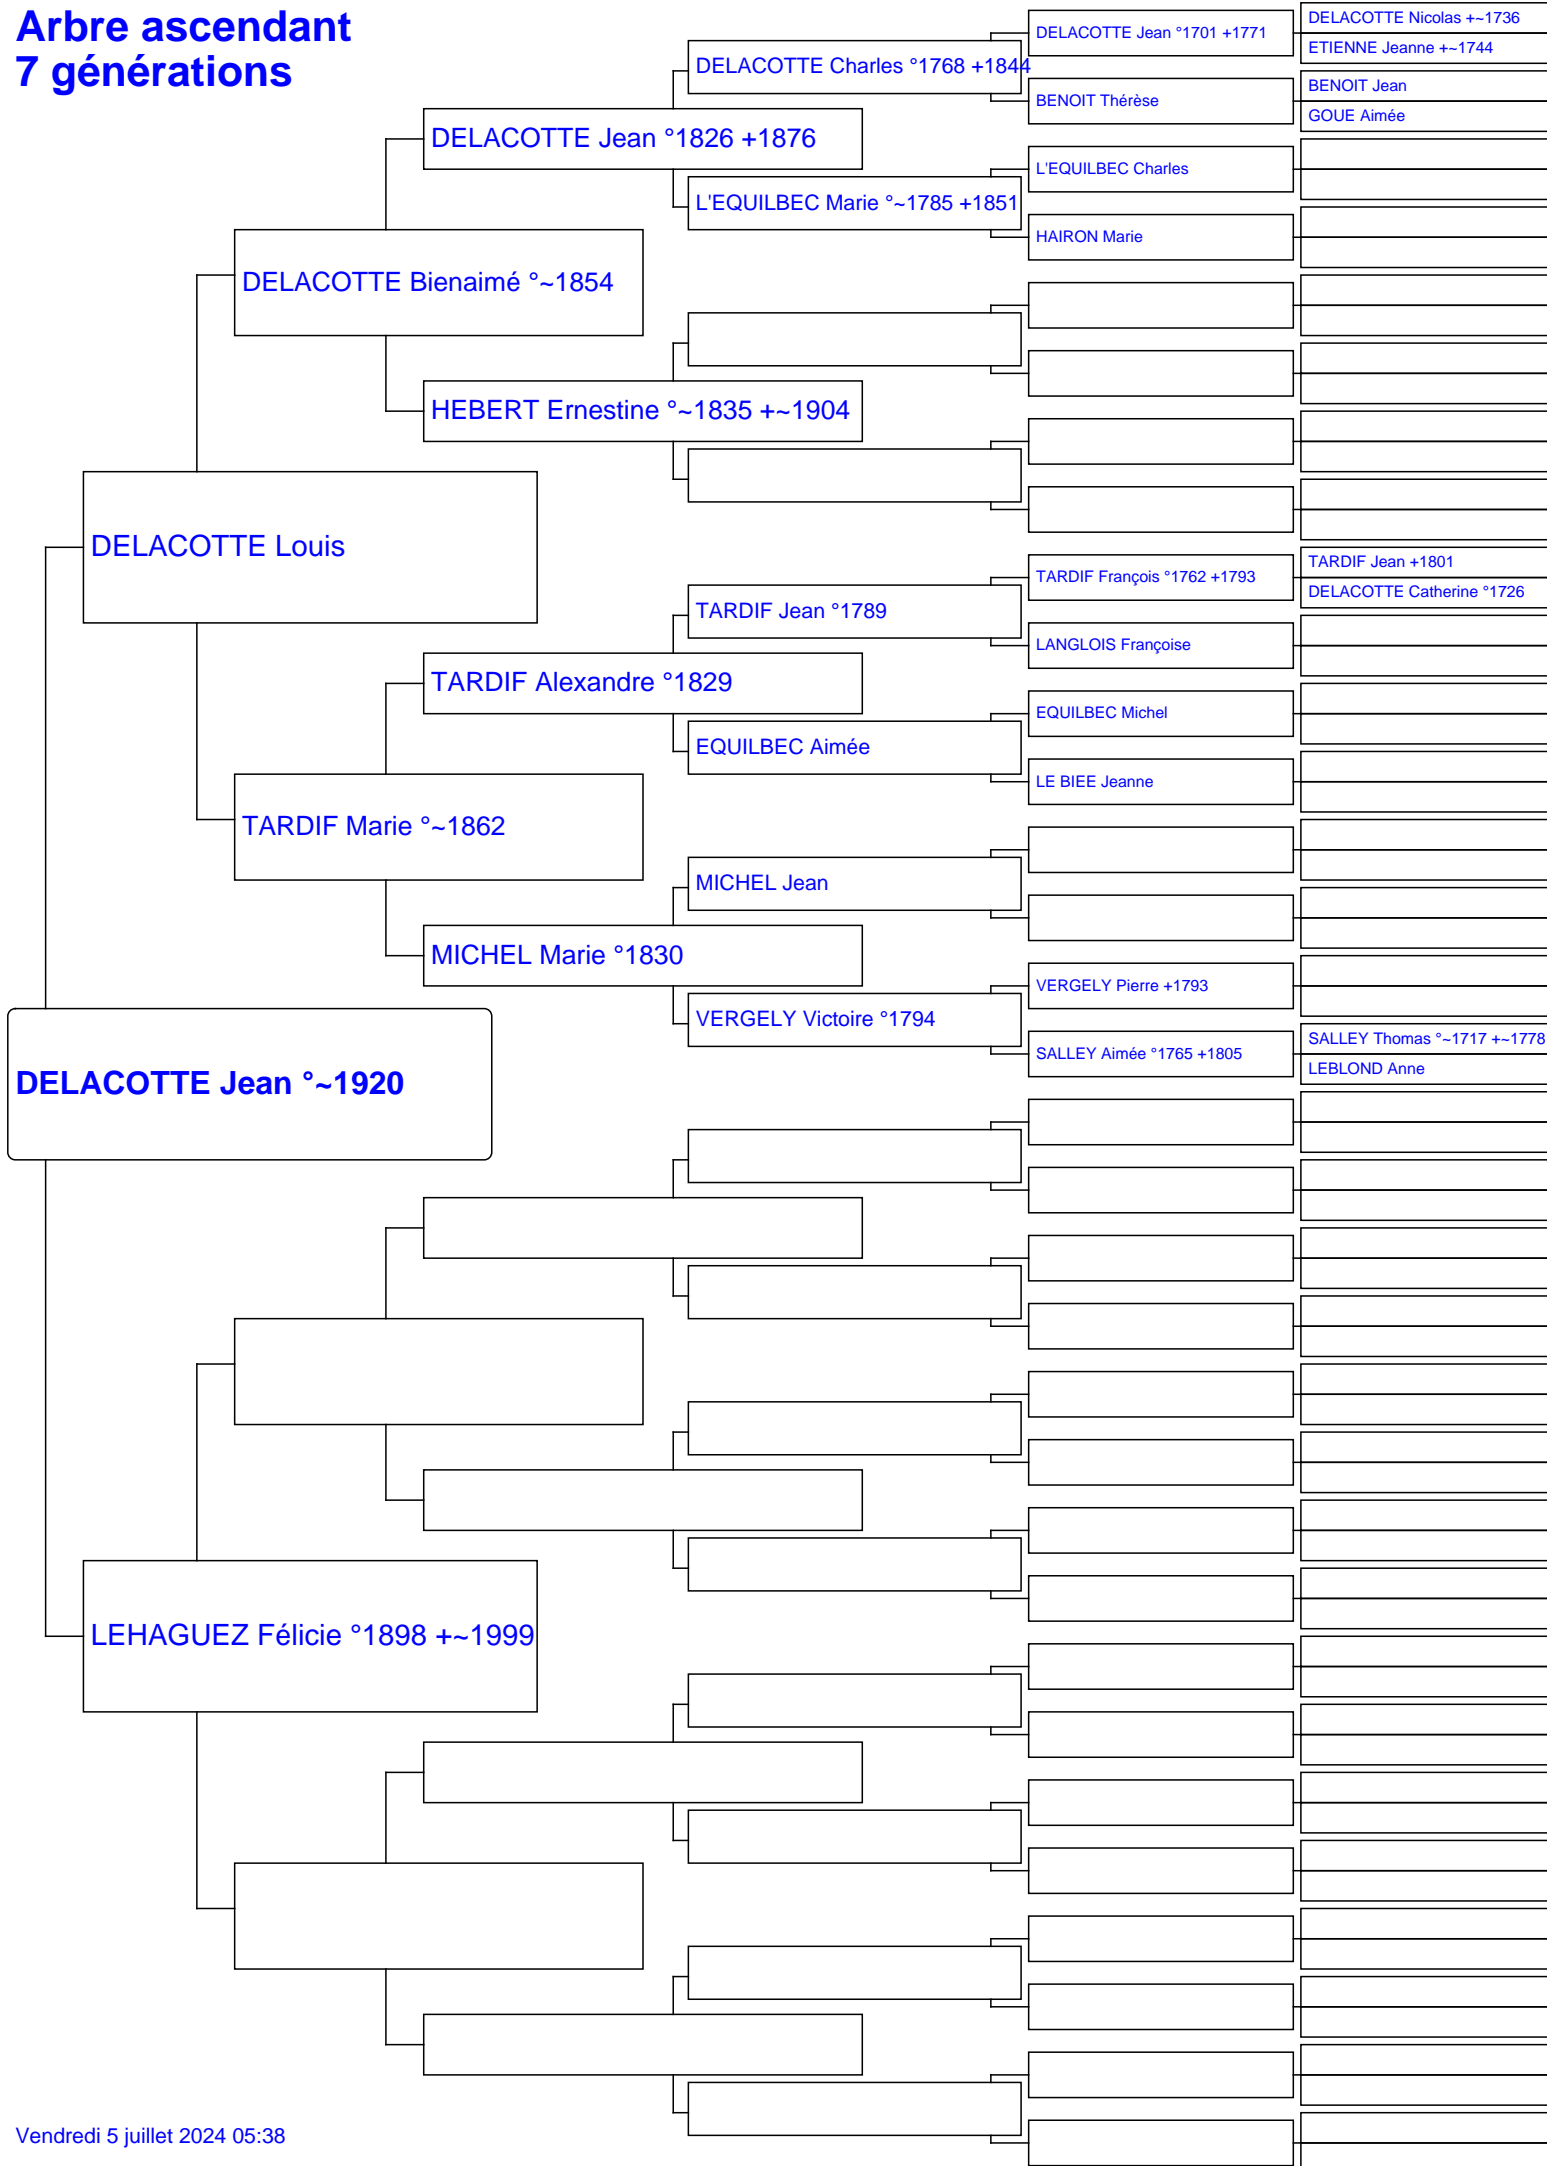 Arbre ascendant
7 générations
DELACOTTE Nicolas +~1736
DELACOTTE Jean °1701 +1771
ETIENNE Jeanne +~1744
DELACOTTE Charles °1768 +1844
BENOIT Jean
BENOIT Thérèse
GOUE Aimée
DELACOTTE Jean °1826 +1876
L'EQUILBEC Charles
L'EQUILBEC Marie °~1785 +1851
HAIRON Marie
DELACOTTE Bienaimé °~1854
HEBERT Ernestine °~1835 +~1904
DELACOTTE Louis
TARDIF Jean +1801
TARDIF François °1762 +1793
DELACOTTE Catherine °1726
TARDIF Jean °1789
LANGLOIS Françoise
TARDIF Alexandre °1829
EQUILBEC Michel
EQUILBEC Aimée
LE BIEE Jeanne
TARDIF Marie °~1862
MICHEL Jean
MICHEL Marie °1830
VERGELY Pierre +1793
VERGELY Victoire °1794
SALLEY Thomas °~1717 +~1778
SALLEY Aimée °1765 +1805
LEBLOND Anne
DELACOTTE Jean °~1920
LEHAGUEZ Félicie °1898 +~1999
Vendredi 5 juillet 2024 05:38